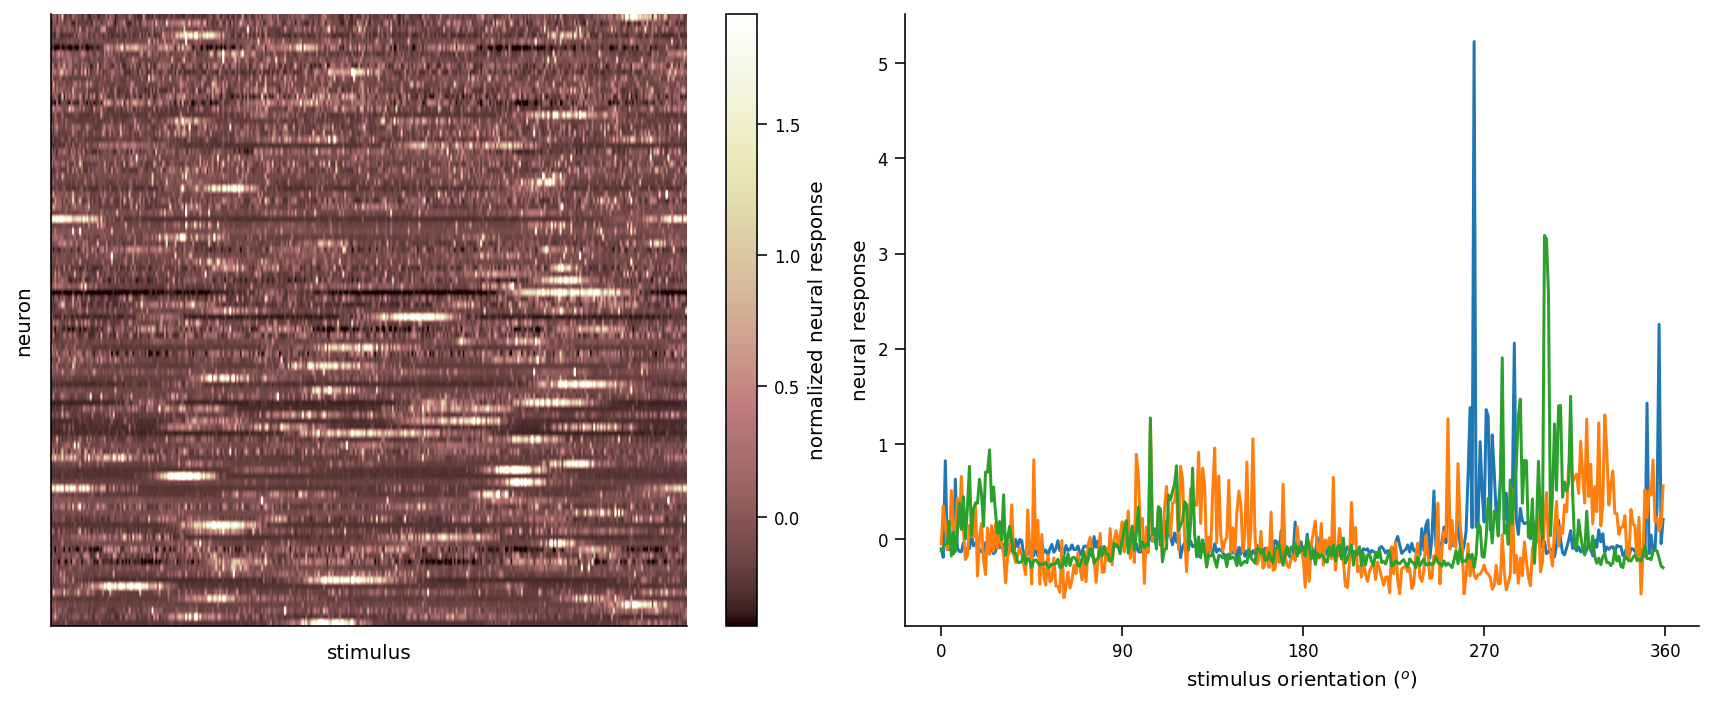 neuron
stimulus
1.5
1.0
0.5
0.0
normalized neural response
neural response
5
4
3
2
1
0
0 90 180 270 360
stimulus orientation (o)